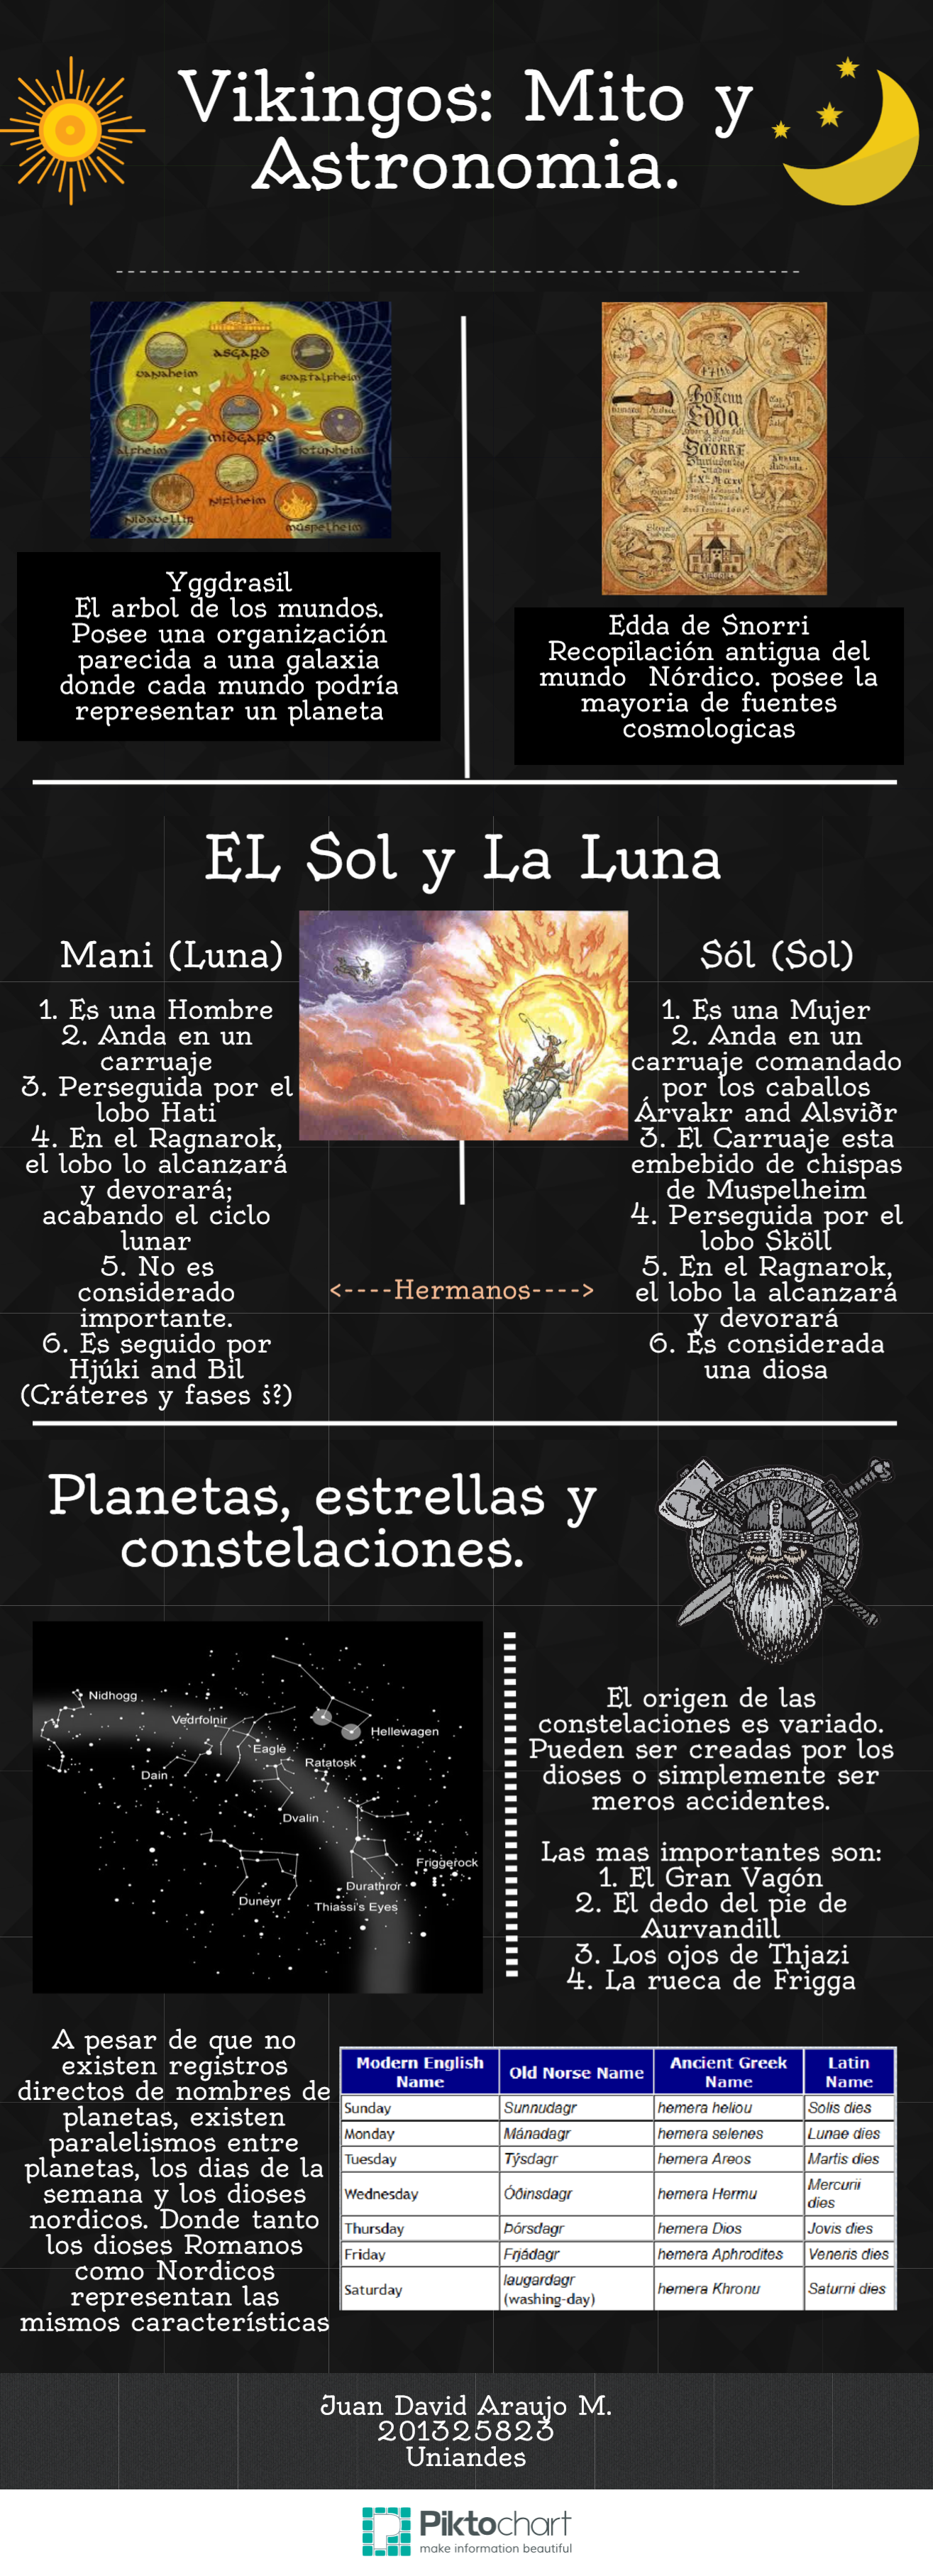 Vikingos: Mito y
Astronomia.
ASGARD
Vanaheim
Svartalfheim
Alfheim
MIDGARD
Jotunheim
Niflheim
Nidavellir
Muspelheim
Edda
Yggdrasil
El arbol de los mundos.
Posee una organización
parecida a una galaxia
donde cada mundo podría
representar un planeta
Edda de Snorri
Recopilación antigua del
mundo Nórdico. posee la
mayoria de fuentes
cosmologicas
EL Sol y La Luna
Mani (Luna)
1. Es una Hombre
2. Anda en un
carruaje
3. Perseguida por el
lobo Hati
4. En el Ragnarok,
el lobo lo alcanzará
y devorará;
acabando el ciclo
lunar
5. No es
considerado
importante.
6. Es seguido por
Hjúki and Bil
(Cráteres y fases ¿?)
<----Hermanos---->
Sól (Sol)
1. Es una Mujer
2. Anda en un
carruaje comandado
por los caballos
Árvakr and Alsviðr
3. El Carruaje esta
embebido de chispas
de Muspelheim
4. Perseguida por el
lobo Sköll
5. En el Ragnarok,
el lobo la alcanzará
y devorará
6. Es considerada
una diosa
Planetas, estrellas y
constelaciones.
Nidhogg
Vedrfolnir
Hellewagen
Eagle
Ratatosk
Dain
Dvalin
Friggerock
Durathror
Duneyr
Thiassi's Eyes
El origen de las
constelaciones es variado.
Pueden ser creadas por los
dioses o simplemente ser
meros accidentes.
Las mas importantes son:
1. El Gran Vagón
2. El dedo del pie de
Aurvandill
3. Los ojos de Thjazi
4. La rueca de Frigga
A pesar de que no
existen registros
directos de nombres de
planetas, existen
paralelismos entre
planetas, los dias de la
semana y los dioses
nordicos. Donde tanto
los dioses Romanos
como Nordicos
representan las
mismos características
Modern English Name Old Norse Name Ancient Greek Name Latin Name
Sunday Sunnudagr hemera heliou Solis dies
Monday Mánadagr hemera selenes Lunae dies
Tuesday Týsdagr hemera Areos Martis dies
Wednesday Óðinsdagr hemera Hermu Mercurii dies
Thursday Þórsdagr hemera Dios Jovis dies
Friday Frjádagr hemera Aphrodites Veneris dies
Saturday laugardagr (washing-day) hemera Khronu Saturni dies
Juan David Araujo M.
201325823
Uniandes
Piktochart
make information beautiful